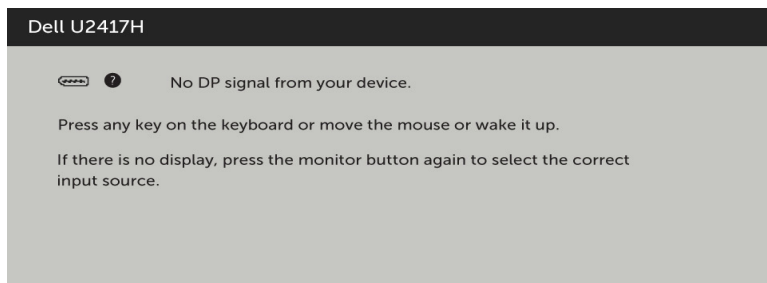 Dell U2417H
? No DP signal from your device.
Press any key on the keyboard or move the mouse or wake it up.
If there is no display, press the monitor button again to select the correct
input source.